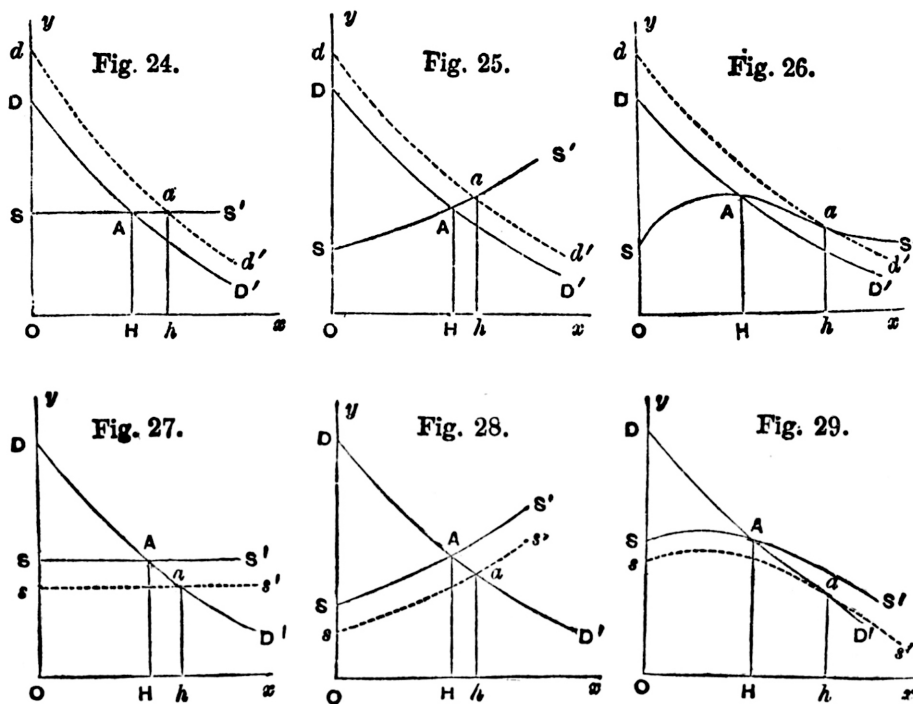 y
d
Fig. 24.
D
a
S
S'
A
d'
D'
O
H
h
x
y
d
Fig. 25.
D
S'
a
A
S
d'
D'
O
H
h
x
y
d
Fig. 26.
D
A
a
S
S
d'
D'
O
H
h
x
y
Fig. 27.
D
A
S
S'
a
s
s'
D'
O
H
h
x
y
Fig. 28.
D
S'
A
s'
a
S
s
D'
O
H
h
x
y
Fig. 29.
D
A
S
s
a
S'
D'
s'
O
H
h
x